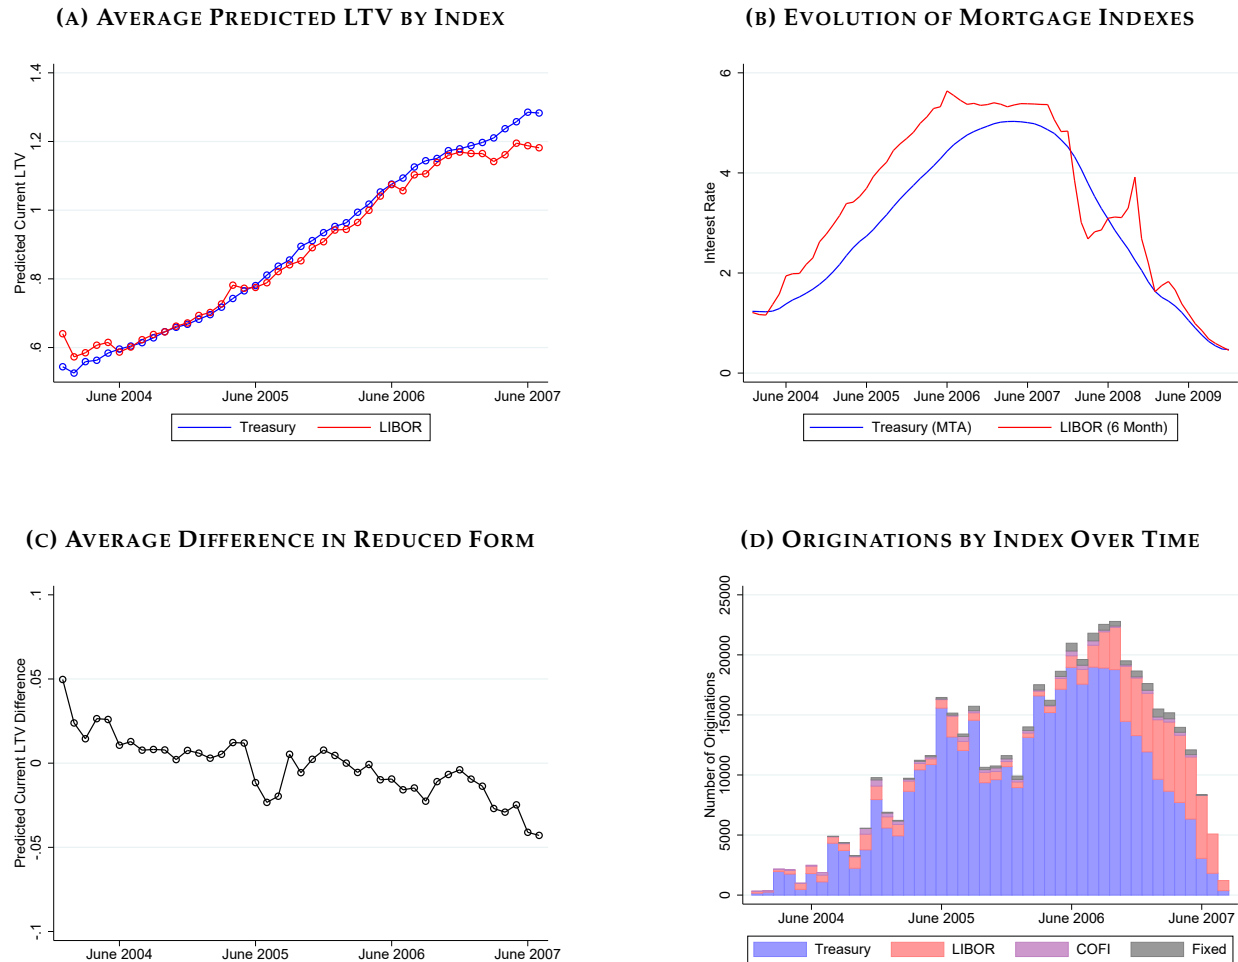 (A) AVERAGE PREDICTED LTV BY INDEX
1.4
1.2
1
.8
.6
Predicted Current LTV
June 2004 June 2005 June 2006 June 2007
Treasury LIBOR
(B) EVOLUTION OF MORTGAGE INDEXES
6
4
2
0
Interest Rate
June 2004 June 2005 June 2006 June 2007 June 2008 June 2009
Treasury (MTA) LIBOR (6 Month)
(C) AVERAGE DIFFERENCE IN REDUCED FORM
.1
.05
0
-.05
-.1
Predicted Current LTV Difference
June 2004 June 2005 June 2006 June 2007
(D) ORIGINATIONS BY INDEX OVER TIME
25000
20000
15000
10000
5000
0
Number of Originations
June 2004 June 2005 June 2006 June 2007
Treasury LIBOR COFI Fixed